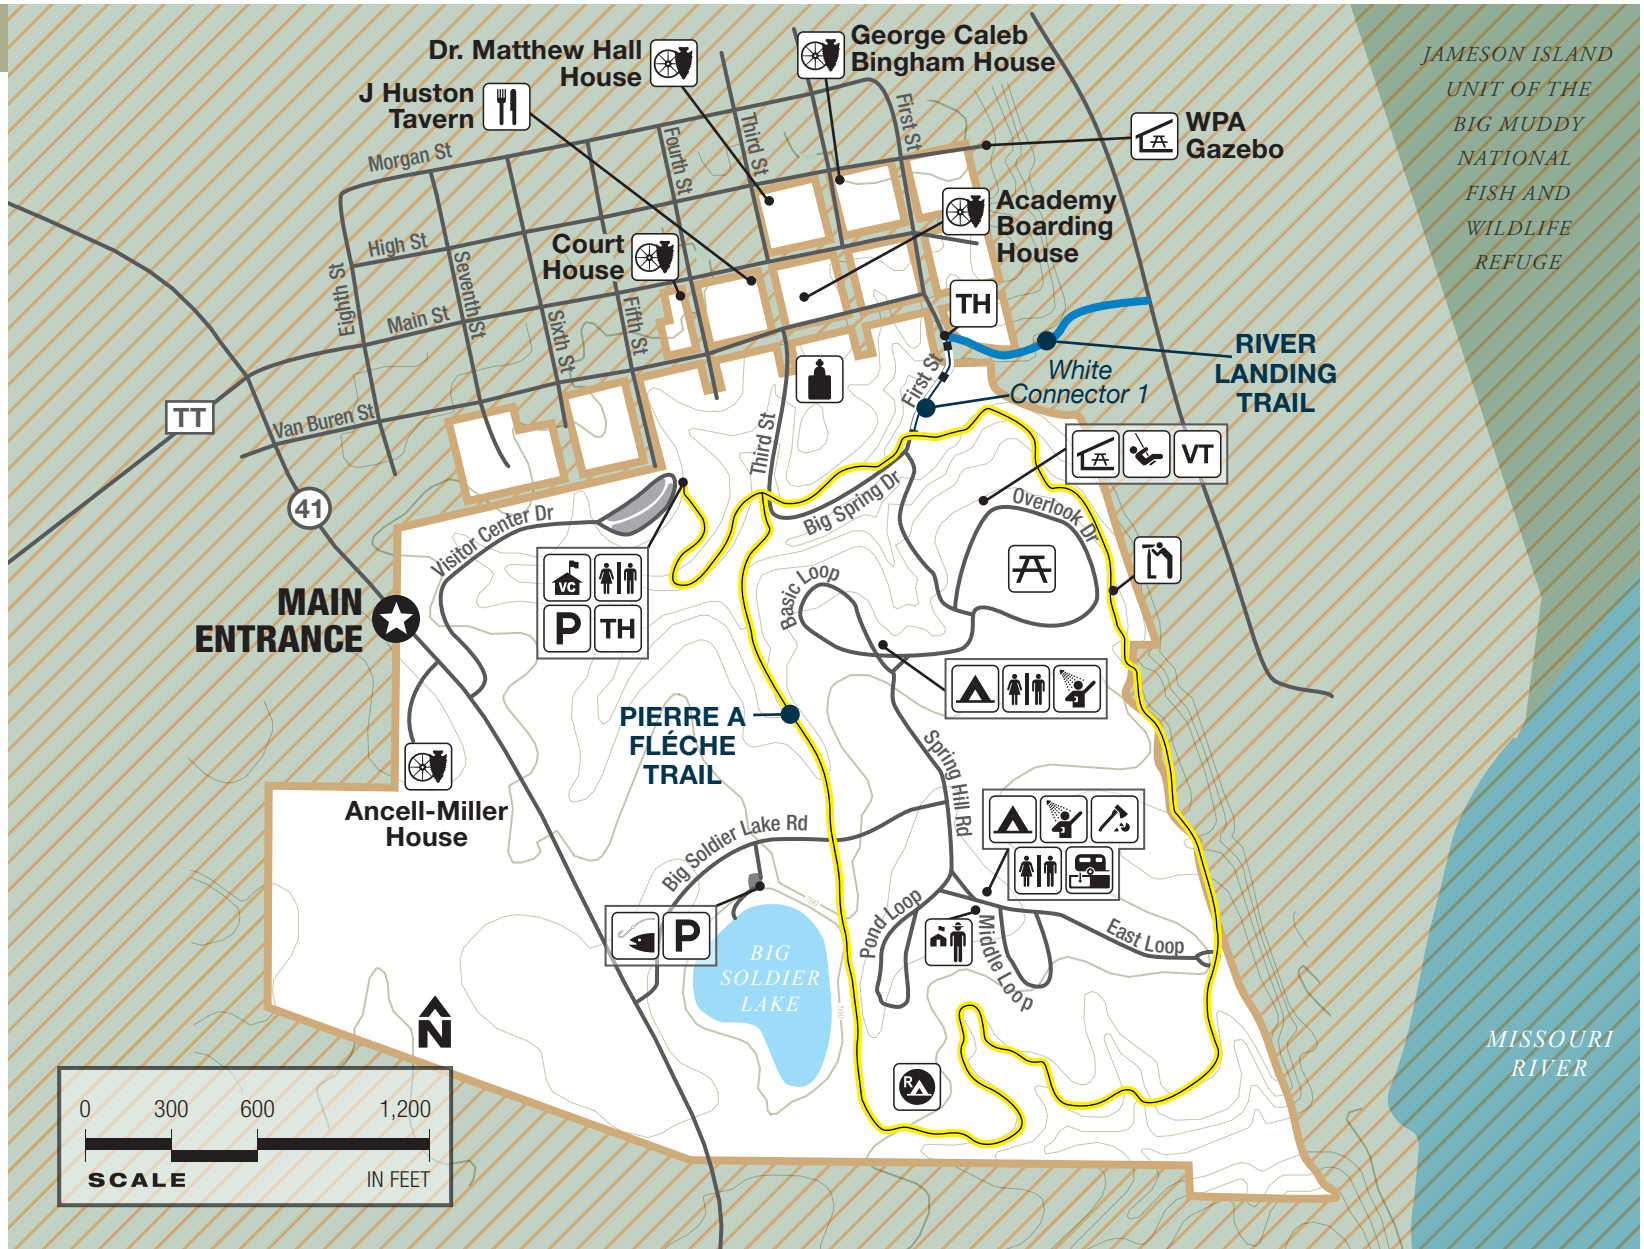 Dr. Matthew Hall
House
George Caleb
Bingham House
J Huston
Tavern
WPA
Gazebo
Academy
Boarding
House
Court
House
JAMESON ISLAND
UNIT OF THE
BIG MUDDY
NATIONAL
FISH AND
WILDLIFE
REFUGE
Morgan St
High St
Main St
Van Buren St
Eighth St
Seventh St
Sixth St
Fifth St
Fourth St
Third St
First St
TH
RIVER
LANDING
TRAIL
White
Connector 1
First St
Third St
TT
41
VT
Big Spring Dr
Overlook Dr
Visitor Center Dr
VC
P
TH
MAIN
ENTRANCE
Basic Loop
PIERRE A
FLÉCHE
TRAIL
Ancell-Miller
House
Spring Hill Rd
Big Soldier Lake Rd
P
700
700
Pond Loop
Middle Loop
East Loop
BIG
SOLDIER
LAKE
N
R
MISSOURI
RIVER
0 300 600 1,200
SCALE IN FEET